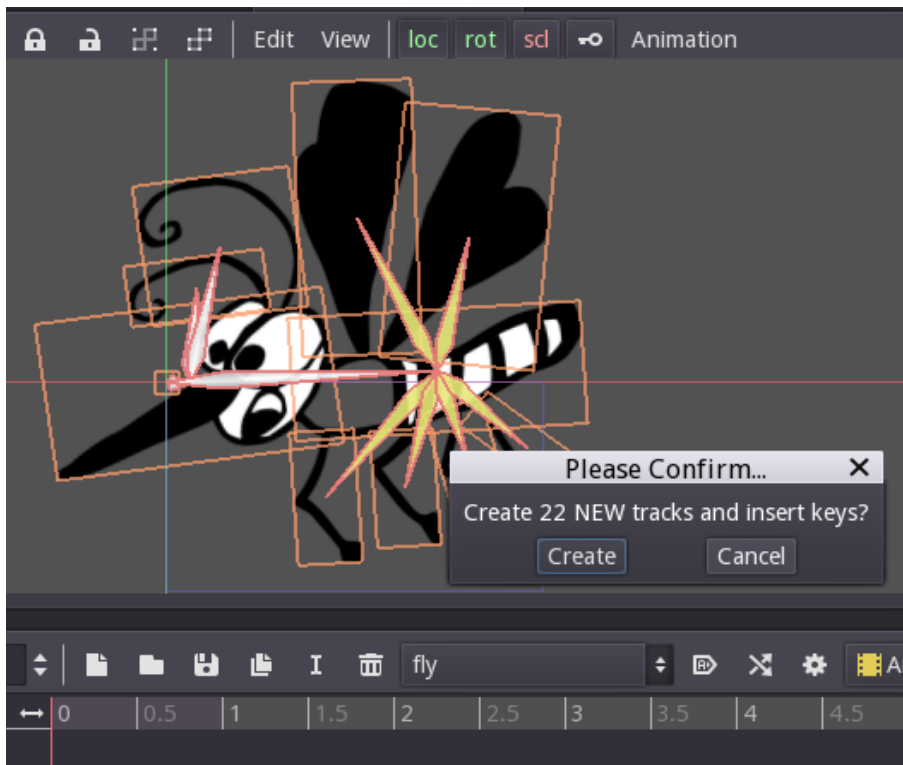 Edit View loc rot scl Animation
Please Confirm...
Create 22 NEW tracks and insert keys?
Create Cancel
fly
0 0.5 1 1.5 2 2.5 3 3.5 4 4.5